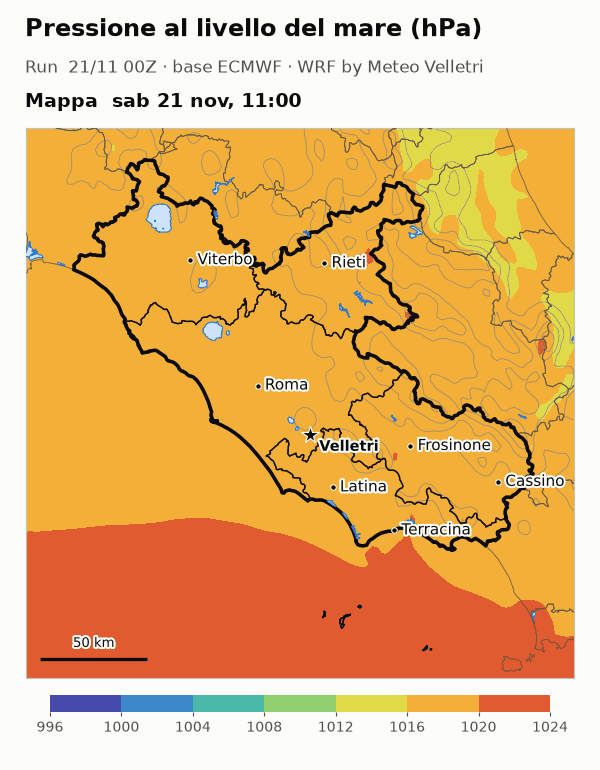 Pressione al livello del mare (hPa)
Run  21/11 00Z · base ECMWF · WRF by Meteo Velletri
Mappa  sab 21 nov, 11:00
Viterbo
Rieti
Roma
Velletri
Frosinone
Latina
Cassino
Terracina
50 km
996 1000 1004 1008 1012 1016 1020 1024